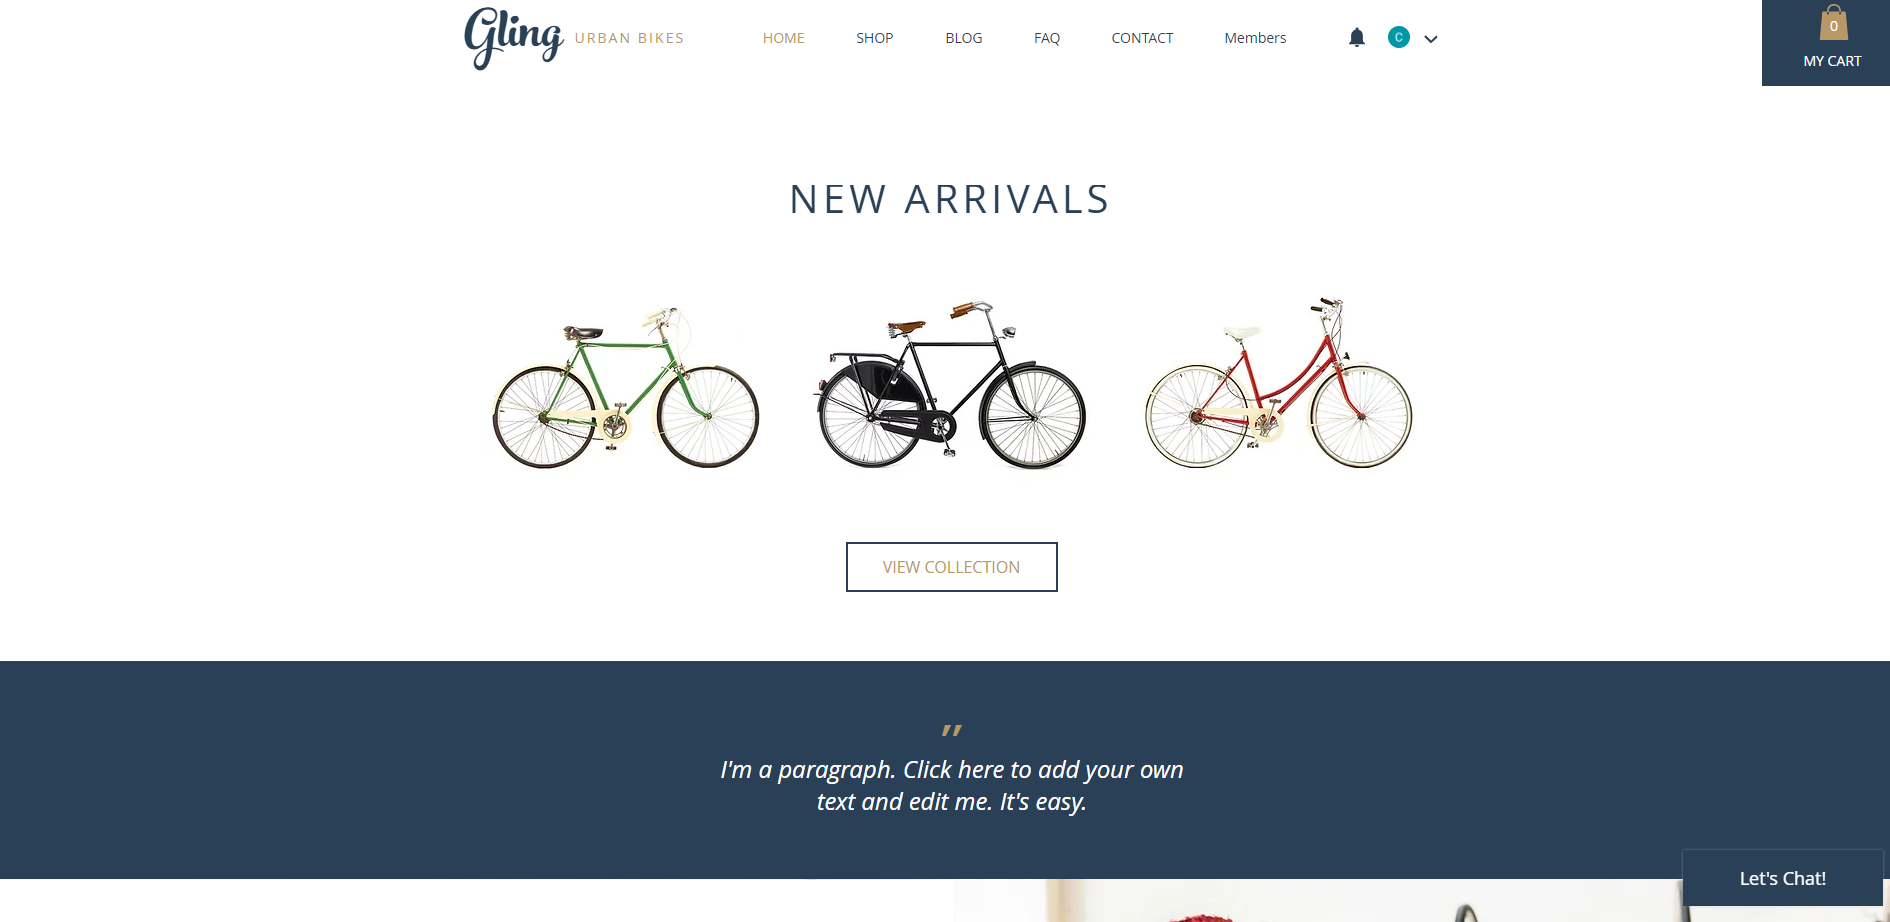 Gling URBAN BIKES
HOME SHOP BLOG FAQ CONTACT Members
C
0
MY CART
NEW ARRIVALS
VIEW COLLECTION
"
I'm a paragraph. Click here to add your own
text and edit me. It's easy.
Let's Chat!